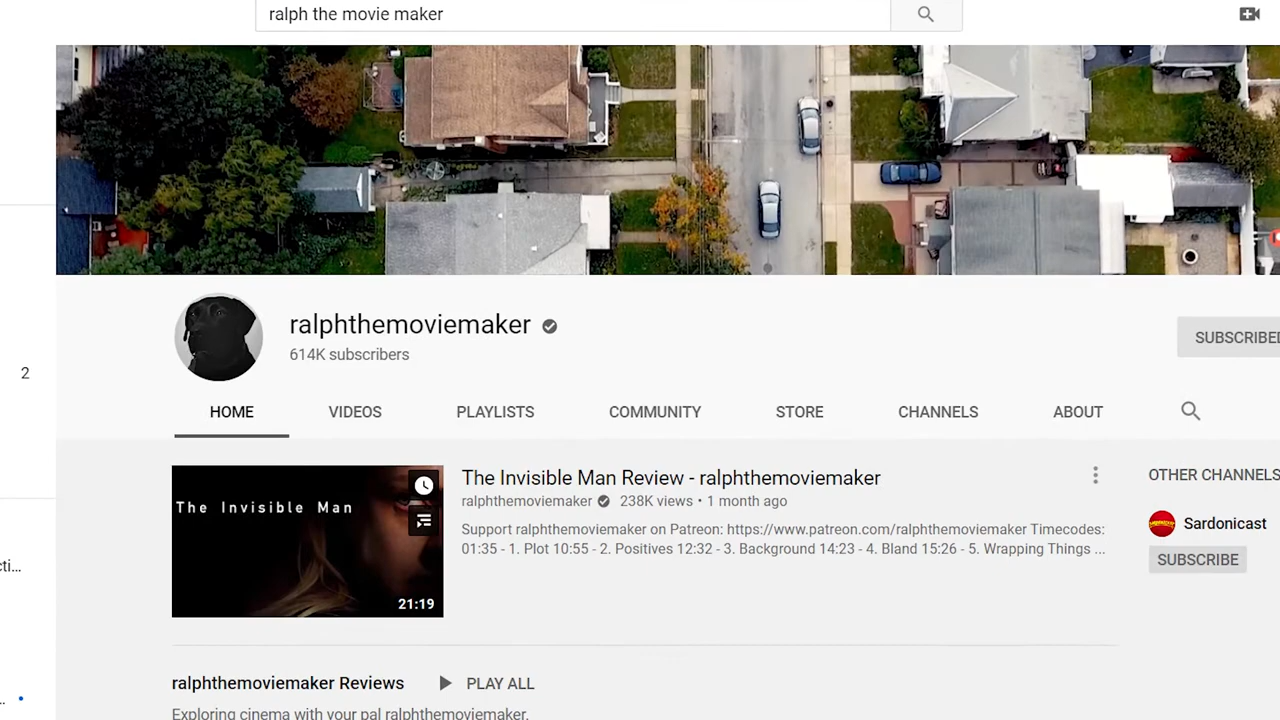 ralph the movie maker
ralphthemoviemaker
614K subscribers
SUBSCRIBED
2
HOME VIDEOS PLAYLISTS COMMUNITY STORE CHANNELS ABOUT
The Invisible Man
21:19
The Invisible Man Review - ralphthemoviemaker
ralphthemoviemaker 238K views • 1 month ago
Support ralphthemoviemaker on Patreon: https://www.patreon.com/ralphthemoviemaker Timecodes:
01:35 - 1. Plot 10:55 - 2. Positives 12:32 - 3. Background 14:23 - 4. Bland 15:26 - 5. Wrapping Things ...
OTHER CHANNELS
Sardonicast
SUBSCRIBE
ralphthemoviemaker Reviews PLAY ALL
Exploring cinema with your pal ralphthemoviemaker.